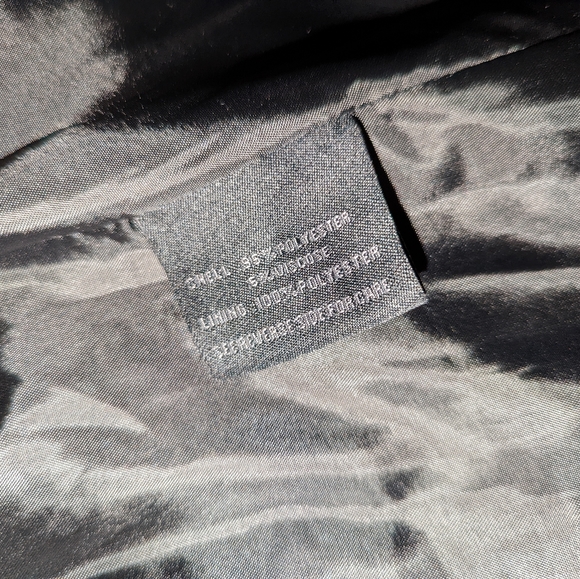 SHELL 95% POLYESTER
5% VISCOSE
LINING 100% POLYESTER
SEE REVERSE SIDE FOR CARE